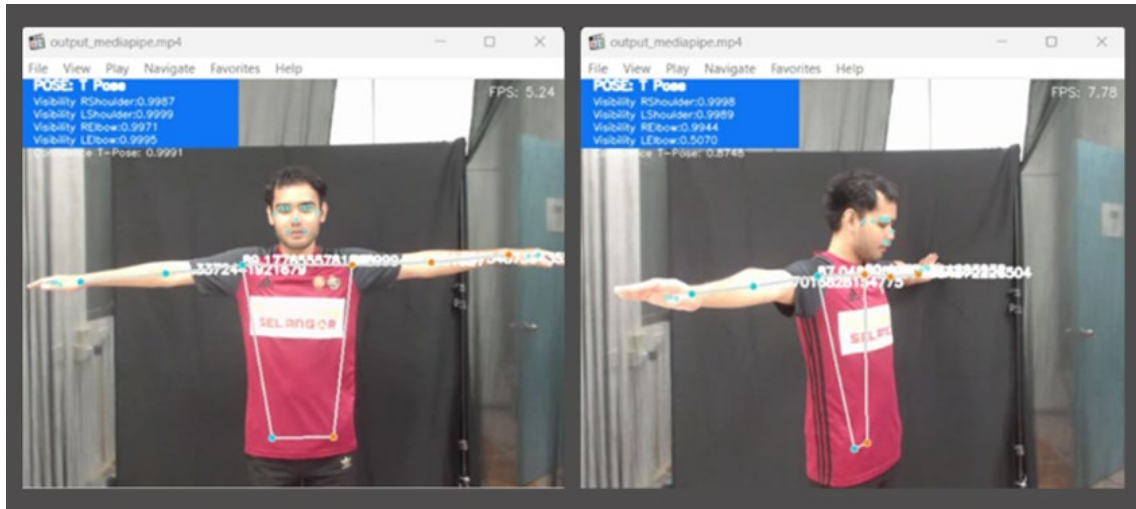 output_mediapipe.mp4
File View Play Navigate Favorites Help
POSE: T Pose
FPS: 5.24
Visibility RShoulder:0.9987
Visibility LShoulder:0.9999
Visibility RElbow:0.9971
Visibility LElbow:0.9995
T-Pose: 0.9991
SELANGOR
output_mediapipe.mp4
File View Play Navigate Favorites Help
POSE: T Pose
FPS: 7.78
Visibility RShoulder:0.9998
Visibility LShoulder:0.9989
Visibility RElbow:0.9944
Visibility LElbow:0.5070
T-Pose: 0.8748